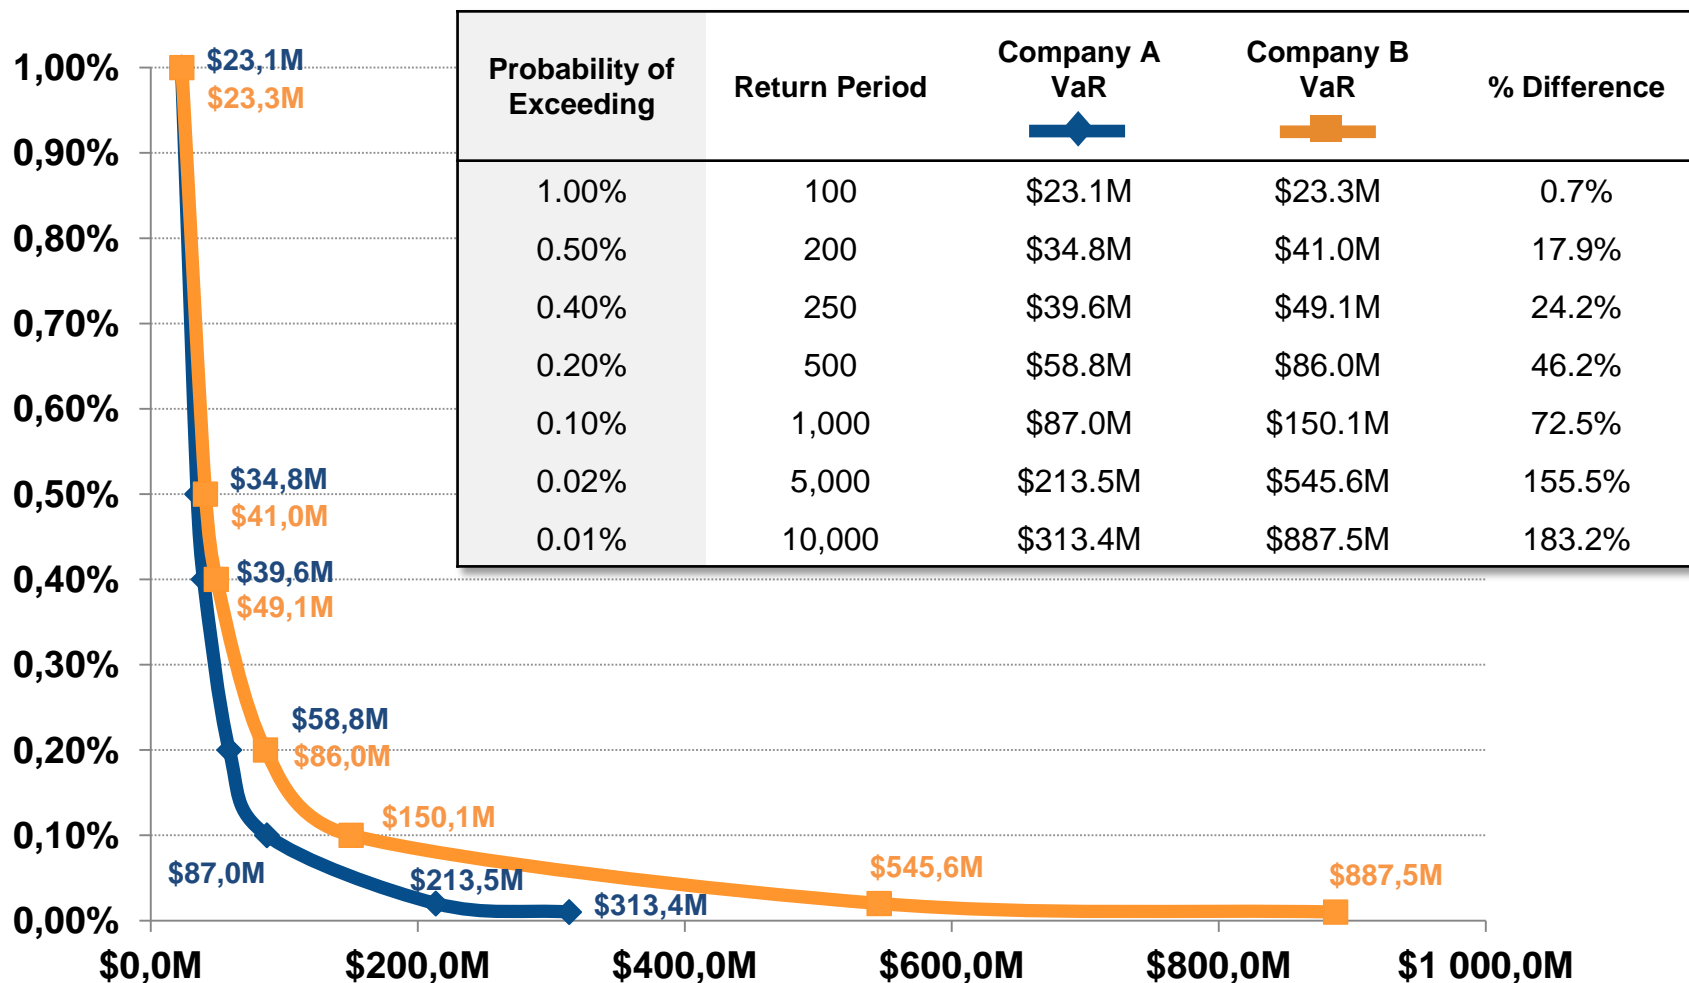 Probability of
Exceeding
Return Period
Company A
VaR
Company B
VaR
% Difference
1.00% 100 $23.1M $23.3M 0.7%
0.50% 200 $34.8M $41.0M 17.9%
0.40% 250 $39.6M $49.1M 24.2%
0.20% 500 $58.8M $86.0M 46.2%
0.10% 1,000 $87.0M $150.1M 72.5%
0.02% 5,000 $213.5M $545.6M 155.5%
0.01% 10,000 $313.4M $887.5M 183.2%
1,00%
0,90%
0,80%
0,70%
0,60%
0,50%
0,40%
0,30%
0,20%
0,10%
0,00%
$23,1M
$23,3M
$34,8M
$41,0M
$39,6M
$49,1M
$58,8M
$86,0M
$150,1M
$87,0M
$213,5M
$313,4M
$545,6M
$887,5M
$0,0M $200,0M $400,0M $600,0M $800,0M $1 000,0M